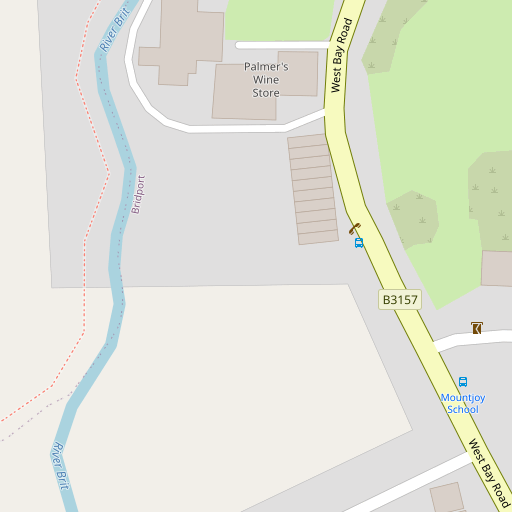 River Brit
West Bay Road
Palmer's
Wine
Store
Bridport
B3157
Mountjoy
School
River Brit
West Bay Road